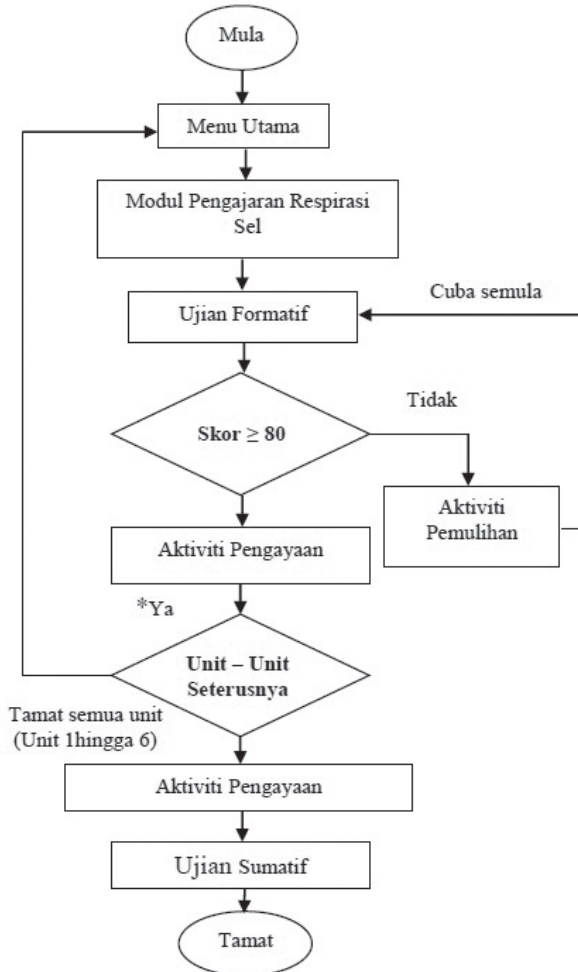 Mula
Menu Utama
Modul Pengajaran Respirasi
Sel
Cuba semula
Ujian Formatif
Tidak
Skor ≥ 80
Aktiviti
Pemulihan
Aktiviti Pengayaan
*Ya
Unit – Unit
Seterusnya
Tamat semua unit
(Unit 1hingga 6)
Aktiviti Pengayaan
Ujian Sumatif
Tamat